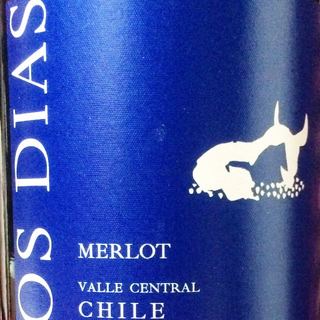 OS DIAS
MERLOT
VALLE CENTRAL
CHILE